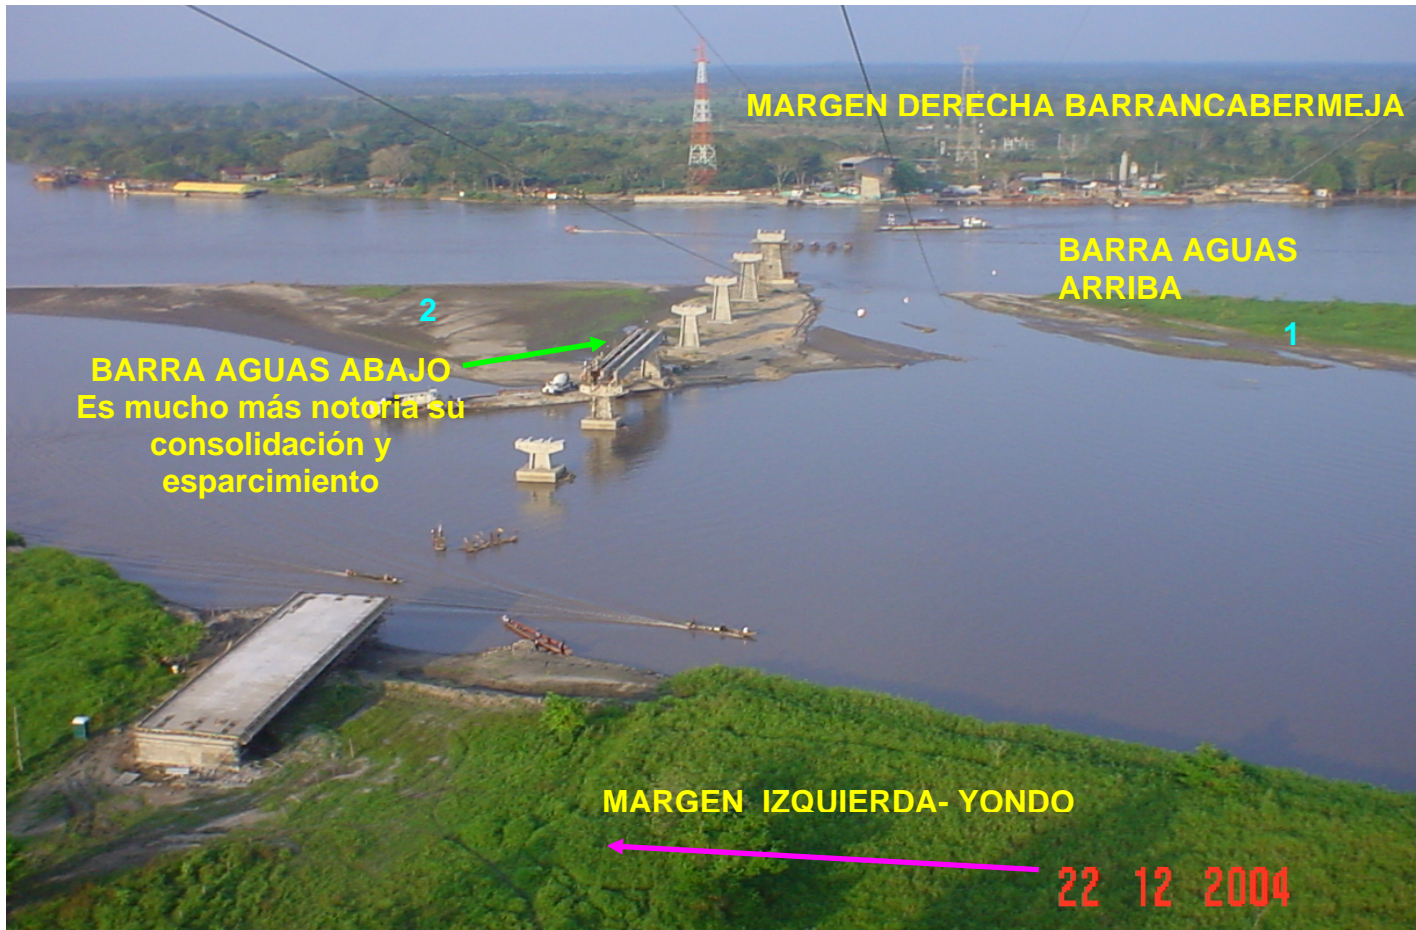 MARGEN DERECHA BARRANCABERMEJA
BARRA AGUAS
ARRIBA
2
1
BARRA AGUAS ABAJO
Es mucho más notoria su
consolidación y
esparcimiento
MARGEN IZQUIERDA- YONDO
22 12 2004